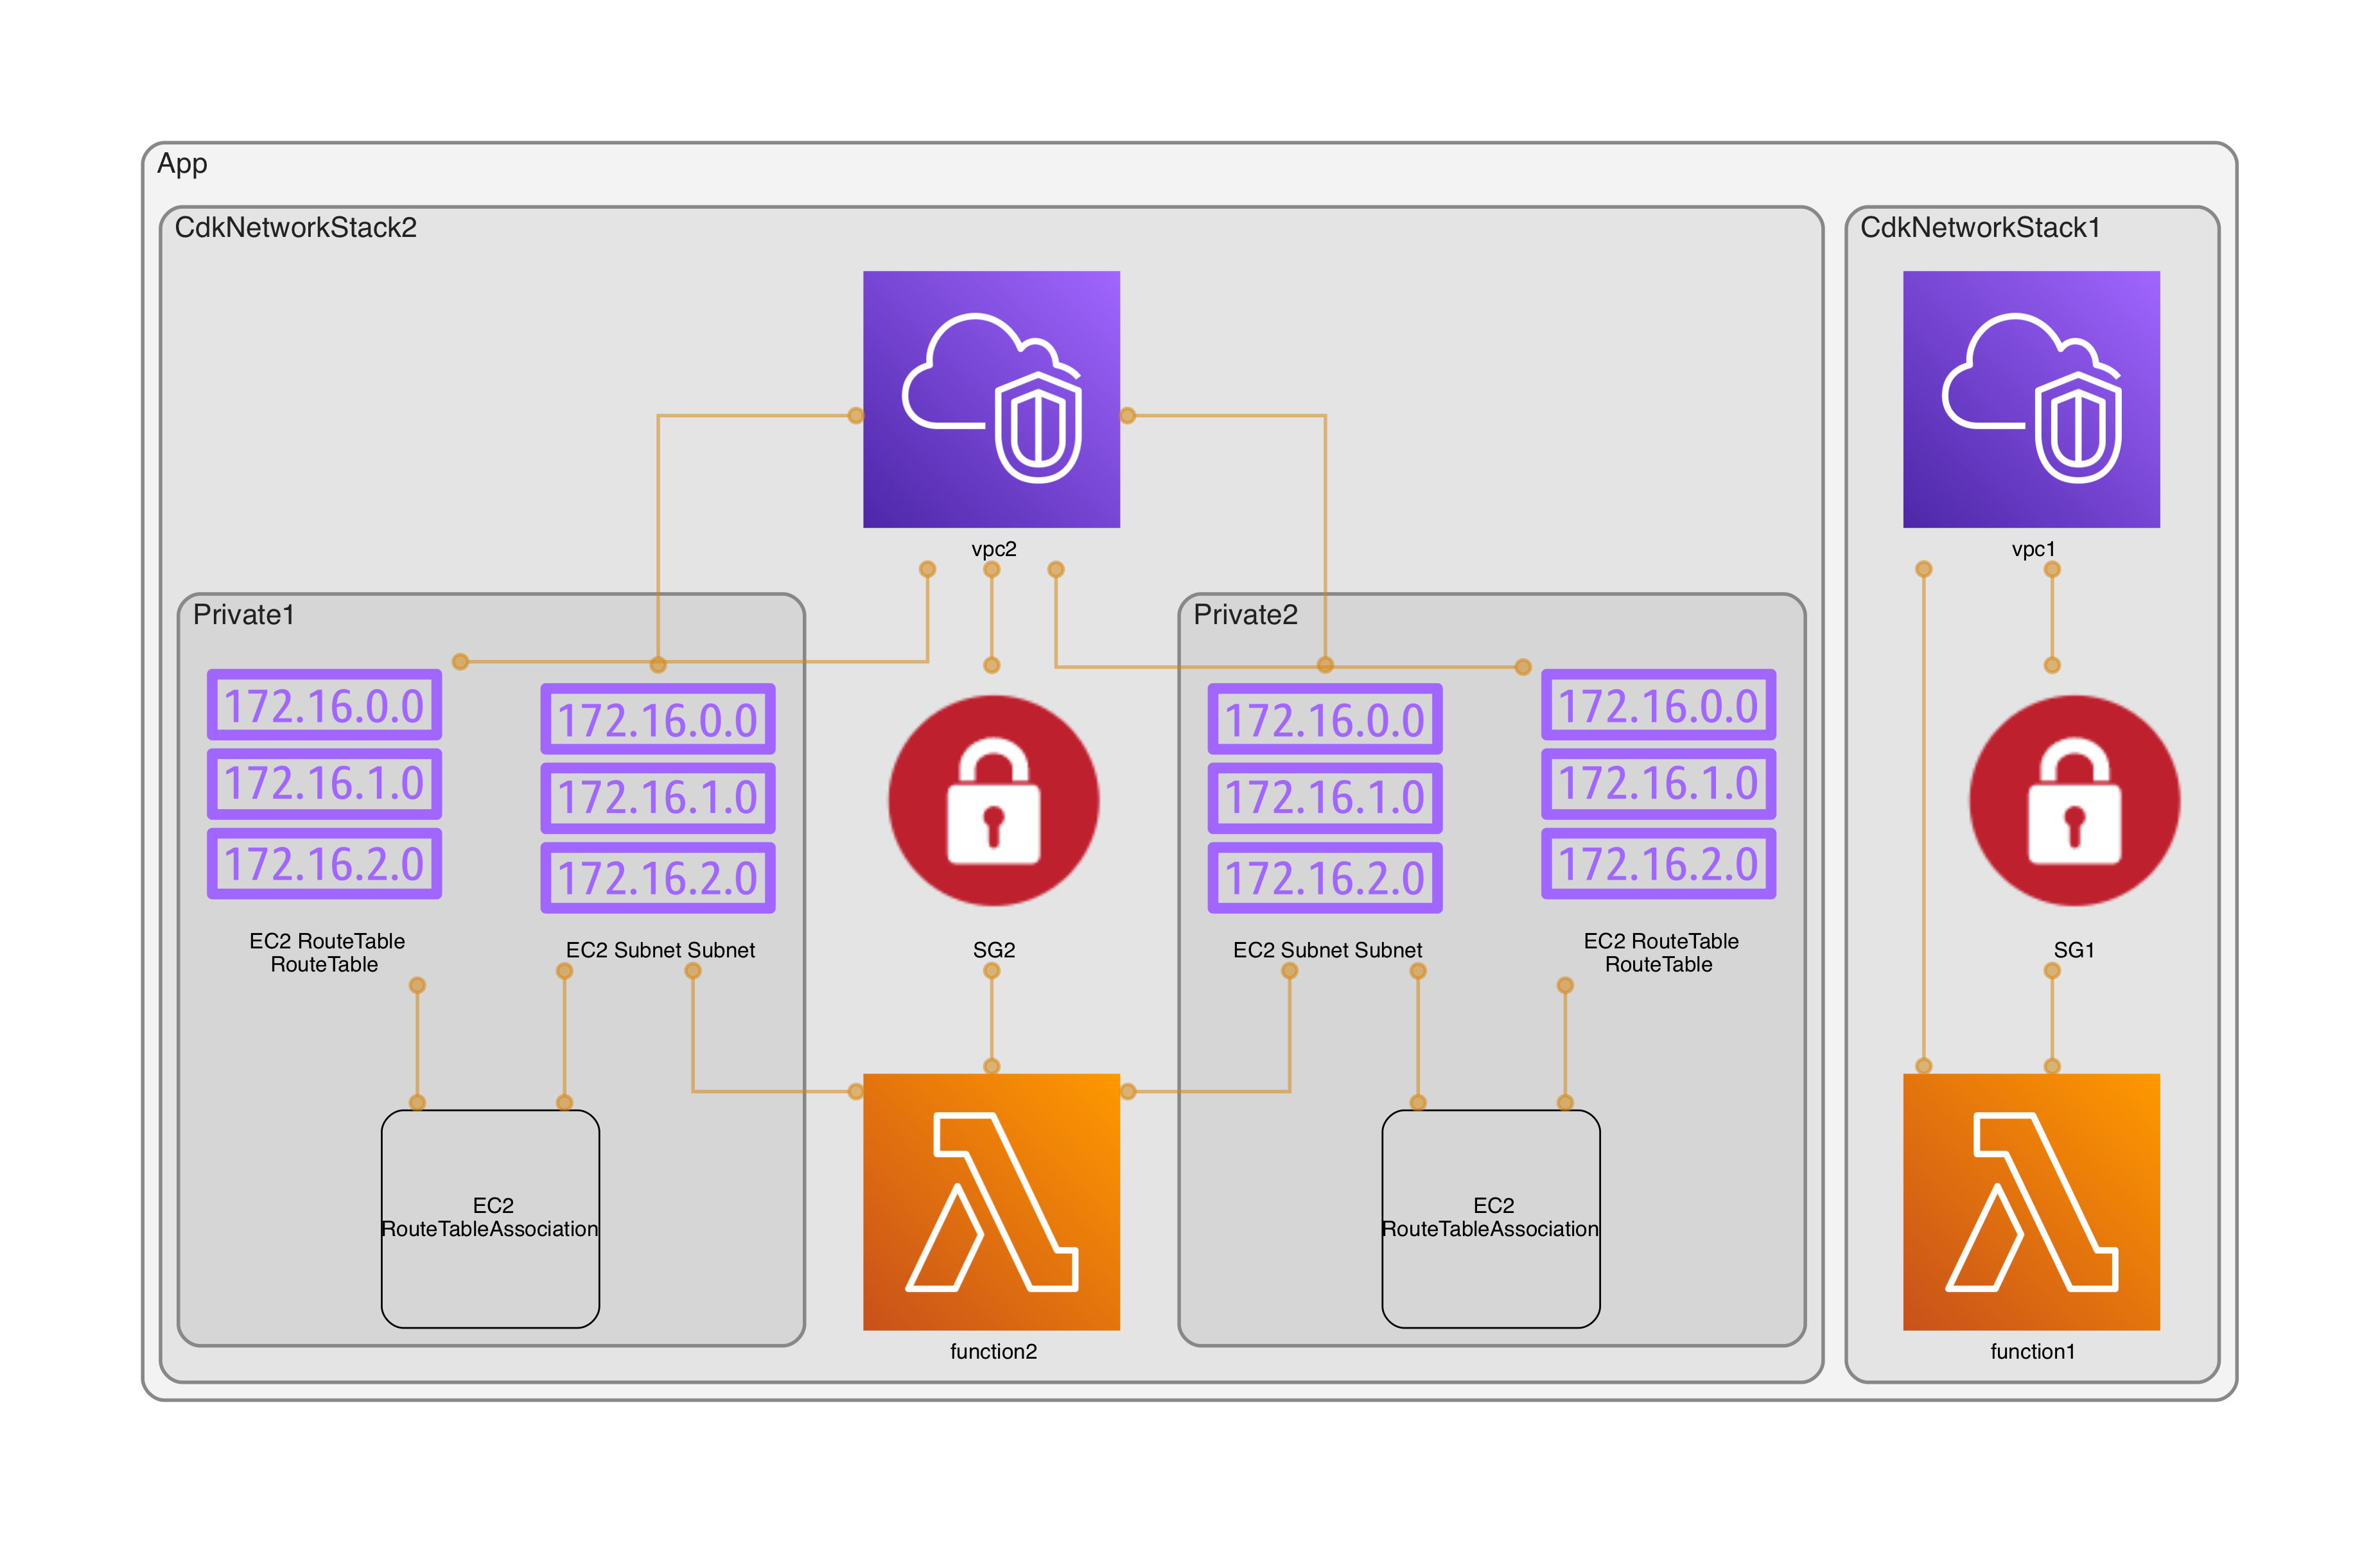 App
CdkNetworkStack2
CdkNetworkStack1
vpc2
vpc1
Private1
Private2
172.16.0.0
172.16.1.0
172.16.2.0
EC2 RouteTable
RouteTable
172.16.0.0
172.16.1.0
172.16.2.0
EC2 Subnet Subnet
SG2
172.16.0.0
172.16.1.0
172.16.2.0
EC2 Subnet Subnet
172.16.0.0
172.16.1.0
172.16.2.0
EC2 RouteTable
RouteTable
SG1
EC2
RouteTableAssociation
function2
EC2
RouteTableAssociation
function1